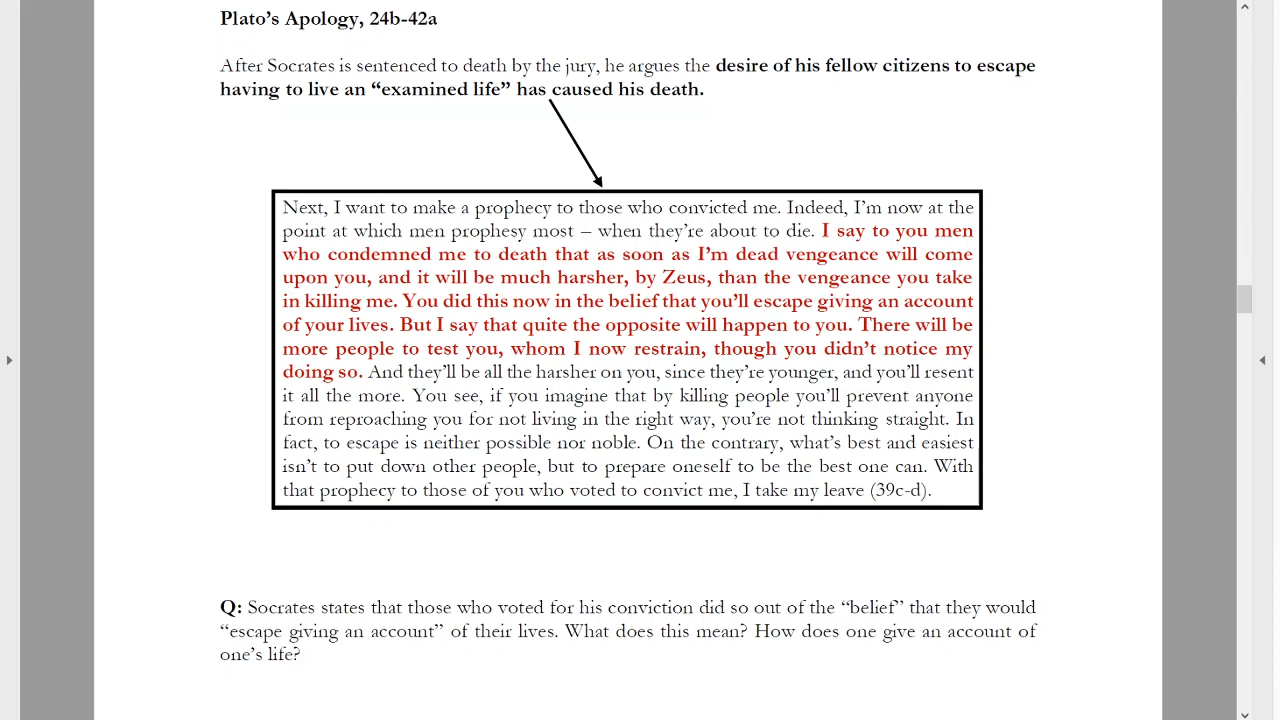 Plato’s Apology, 24b-42a
After Socrates is sentenced to death by the jury, he argues the desire of his fellow citizens to escape
having to live an “examined life” has caused his death.
Next, I want to make a prophecy to those who convicted me. Indeed, I’m now at the
point at which men prophesy most – when they’re about to die. I say to you men
who condemned me to death that as soon as I’m dead vengeance will come
upon you, and it will be much harsher, by Zeus, than the vengeance you take
in killing me. You did this now in the belief that you’ll escape giving an account
of your lives. But I say that quite the opposite will happen to you. There will be
more people to test you, whom I now restrain, though you didn’t notice my
doing so. And they’ll be all the harsher on you, since they’re younger, and you’ll resent
it all the more. You see, if you imagine that by killing people you’ll prevent anyone
from reproaching you for not living in the right way, you’re not thinking straight. In
fact, to escape is neither possible nor noble. On the contrary, what’s best and easiest
isn’t to put down other people, but to prepare oneself to be the best one can. With
that prophecy to those of you who voted to convict me, I take my leave (39c-d).
Q: Socrates states that those who voted for his conviction did so out of the “belief” that they would
“escape giving an account” of their lives. What does this mean? How does one give an account of
one’s life?